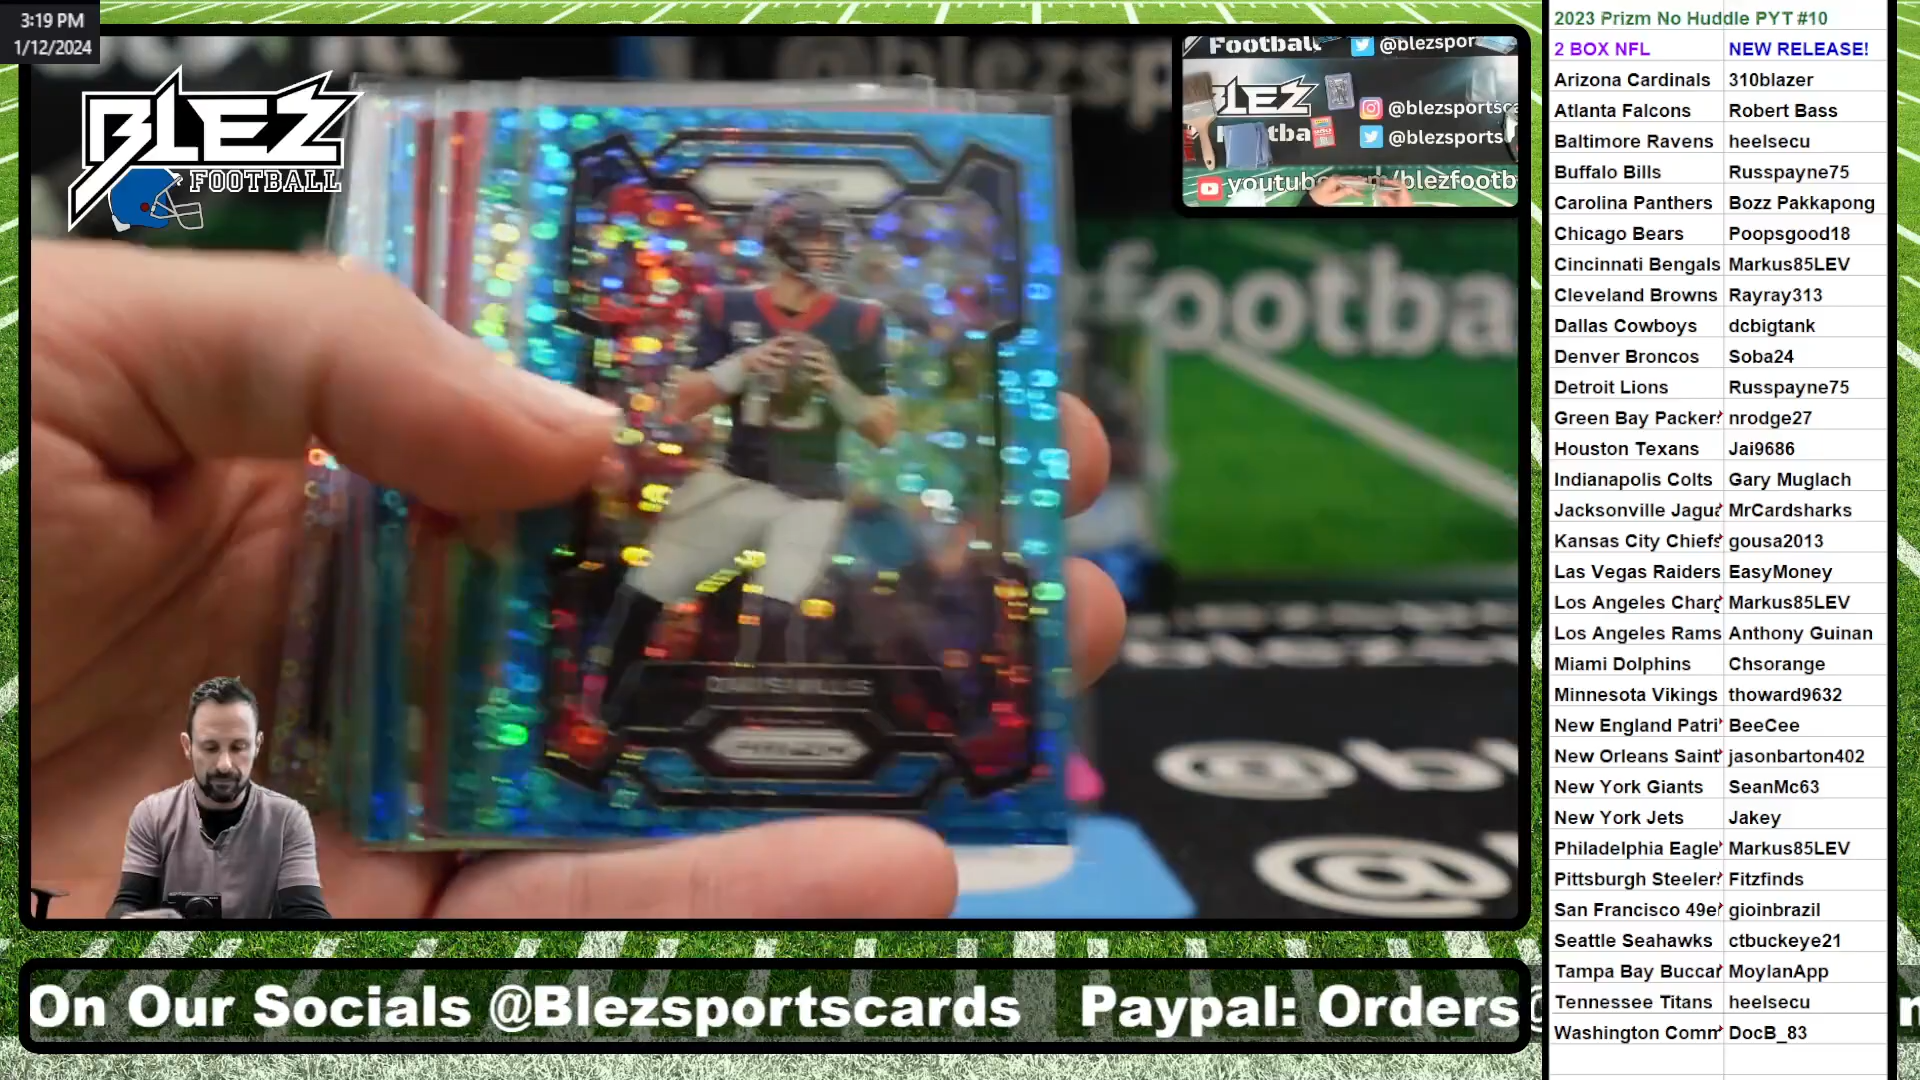 3:19 PM
1/12/2024
BLEZ
FOOTBALL
Football @blezspor
BLEZ
@blezsportsca
@blezsports
youtub /blezfootb
footba
PRIZM
On Our Socials @Blezsportscards Paypal: Orders@
2023 Prizm No Huddle PYT #10
2 BOX NFL NEW RELEASE!
Arizona Cardinals 310blazer
Atlanta Falcons Robert Bass
Baltimore Ravens heelsecu
Buffalo Bills Russpayne75
Carolina Panthers Bozz Pakkapong
Chicago Bears Poopsgood18
Cincinnati Bengals Markus85LEV
Cleveland Browns Rayray313
Dallas Cowboys dcbigtank
Denver Broncos Soba24
Detroit Lions Russpayne75
Green Bay Packer nrodge27
Houston Texans Jai9686
Indianapolis Colts Gary Muglach
Jacksonville Jagua MrCardsharks
Kansas City Chiefs gousa2013
Las Vegas Raiders EasyMoney
Los Angeles Charg Markus85LEV
Los Angeles Rams Anthony Guinan
Miami Dolphins Chsorange
Minnesota Vikings thoward9632
New England Patri BeeCee
New Orleans Saint jasonbarton402
New York Giants SeanMc63
New York Jets Jakey
Philadelphia Eagle Markus85LEV
Pittsburgh Steeler Fitzfinds
San Francisco 49e gioinbrazil
Seattle Seahawks ctbuckeye21
Tampa Bay Buccar MoylanApp
Tennessee Titans heelsecu
Washington Comm DocB_83